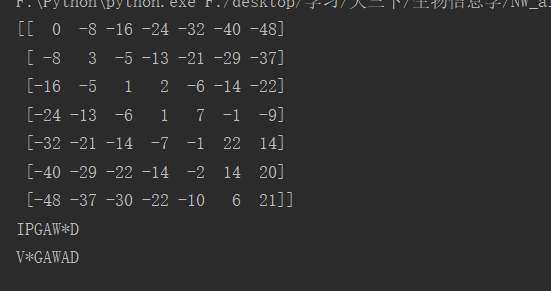 F:\Python\python.exe F:/desktop/学习/大三下/生物信息学/NW_al
[[  0  -8 -16 -24 -32 -40 -48]
 [ -8   3  -5 -13 -21 -29 -37]
 [-16  -5   1   2  -6 -14 -22]
 [-24 -13  -6   1   7  -1  -9]
 [-32 -21 -14  -7  -1  22  14]
 [-40 -29 -22 -14  -2  14  20]
 [-48 -37 -30 -22 -10   6  21]]
IPGAW*D
V*GAWAD